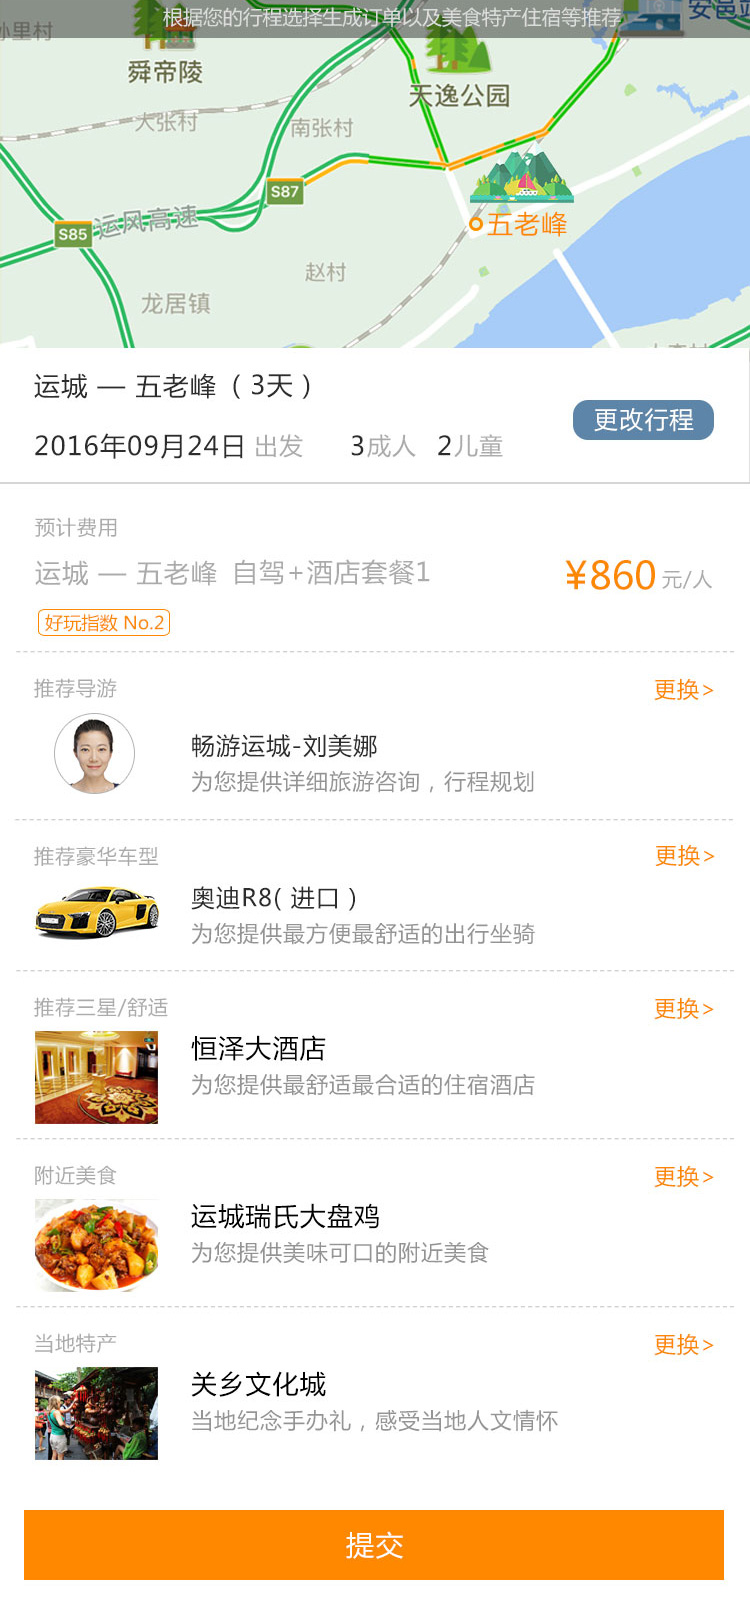 根据您的行程选择生成订单以及美食特产住宿等推荐
安邑
孙里村
舜帝陵
天逸公园
大张村
南张村
S87
S85
运风高速
五老峰
赵村
龙居镇
运城 — 五老峰（3天）
更改行程
2016年09月24日 出发 3成人 2儿童
预计费用
运城 — 五老峰 自驾+酒店套餐1
¥860 元/人
好玩指数 No.2
推荐导游
更换>
畅游运城-刘美娜
为您提供详细旅游咨询，行程规划
推荐豪华车型
更换>
奥迪R8(进口)
为您提供最方便最舒适的出行坐骑
推荐三星/舒适
更换>
恒泽大酒店
为您提供最舒适最合适的住宿酒店
附近美食
更换>
运城瑞氏大盘鸡
为您提供美味可口的附近美食
当地特产
更换>
关乡文化城
当地纪念手办礼，感受当地人文情怀
提交